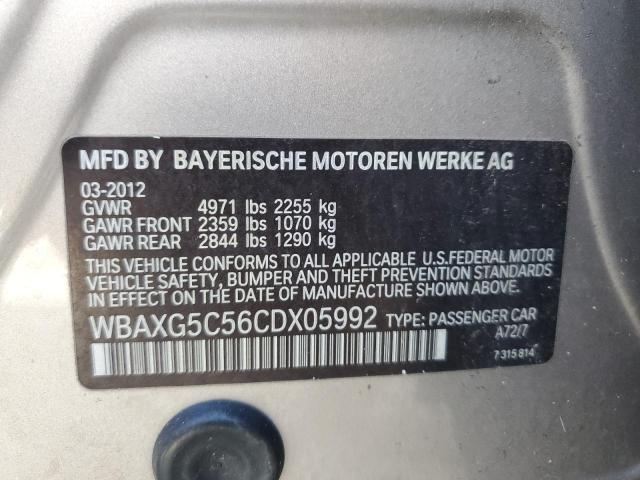 MFD BY BAYERISCHE MOTOREN WERKE AG
03-2012
GVWR 4971 lbs 2255 kg
GAWR FRONT 2359 lbs 1070 kg
GAWR REAR 2844 lbs 1290 kg
THIS VEHICLE CONFORMS TO ALL APPLICABLE U.S.FEDERAL MOTOR
VEHICLE SAFETY, BUMPER AND THEFT PREVENTION STANDARDS
IN EFFECT ON THE DATE OF MANUFACTURE SHOWN ABOVE.
WBAXG5C56CDX05992 TYPE: PASSENGER CAR
A72/7
7 315 814